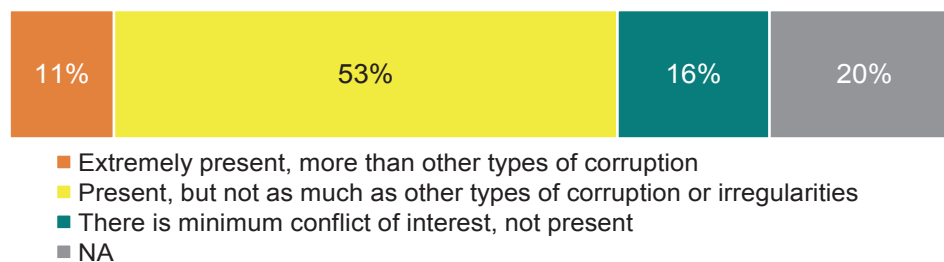 11% 53% 16% 20%
Extremely present, more than other types of corruption
Present, but not as much as other types of corruption or irregularities
There is minimum conflict of interest, not present
NA